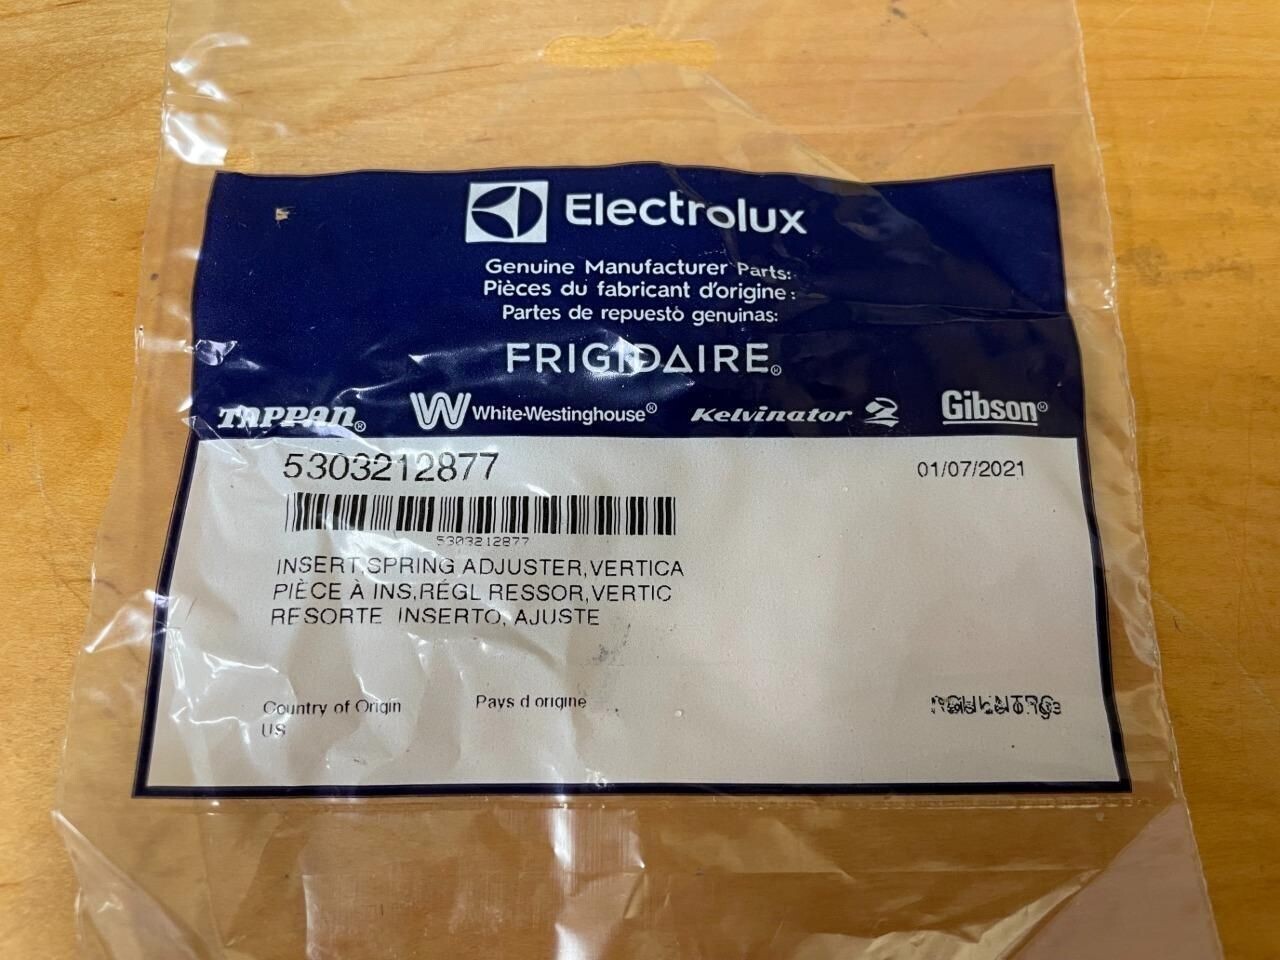 Electrolux
Genuine Manufacturer Parts:
Pièces du fabricant d'origine :
Partes de repuesto genuinas:
FRIGIDAIRE®
TAPPAN® White-Westinghouse® Kelvinator Gibson®
5303212877 01/07/2021
5303212877
INSERT,SPRING ADJUSTER,VERTICA
PIÈCE À INS,RÉGL RESSOR,VERTIC
RESORTE INSERTO, AJUSTE
Country of Origin Pays d origine
US